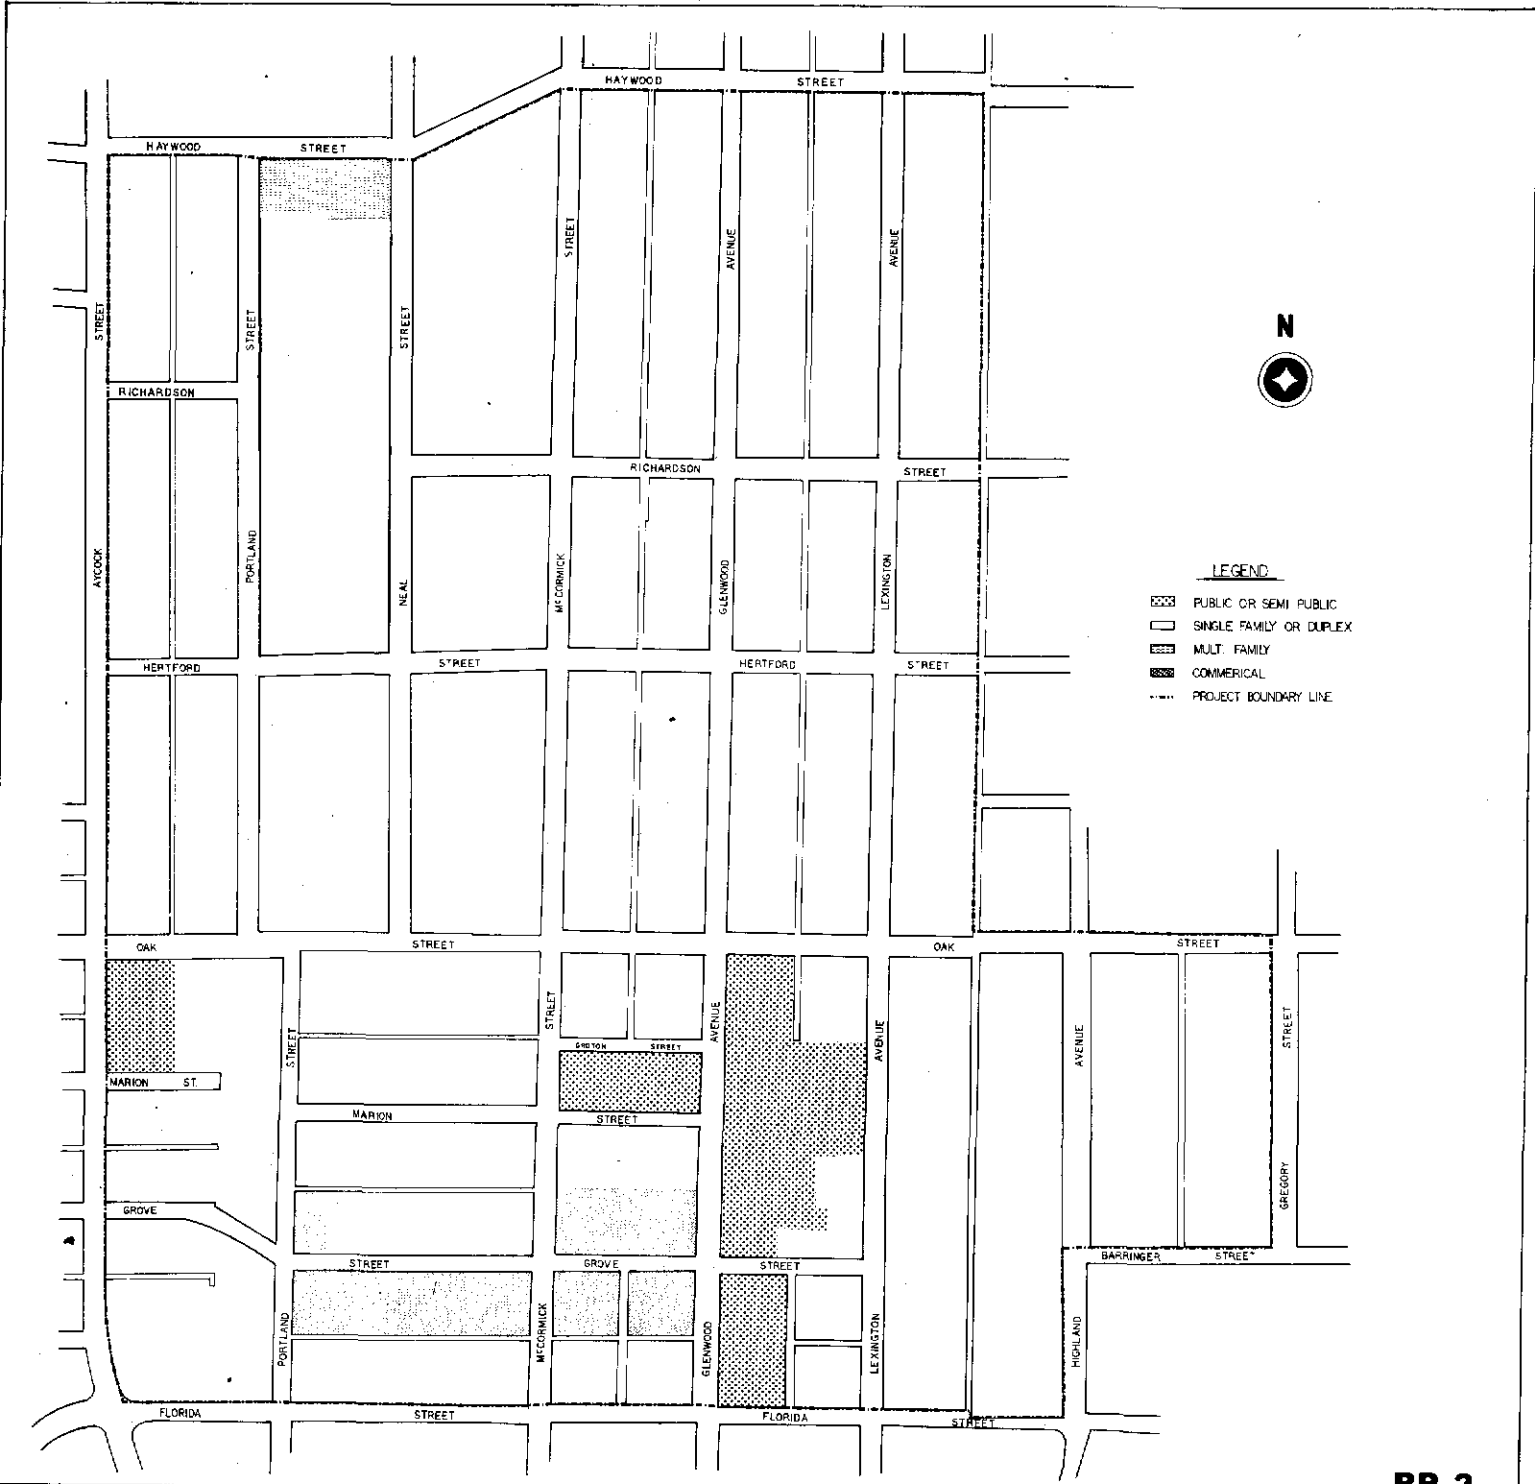 HAYWOOD STREET
HAYWOOD STREET
STREET
AVENUE
AVENUE
STREET
STREET
STREET
N
RICHARDSON
RICHARDSON STREET
AYCOCK
PORTLAND
NEAL
McCORMICK
GLENWOOD
LEXINGTON
LEGEND
PUBLIC OR SEMI PUBLIC
SINGLE FAMILY OR DUPLEX
MULTI FAMILY
COMMERICAL
PROJECT BOUNDARY LINE
HERTFORD STREET HERTFORD STREET
OAK STREET OAK STREET
STREET
STREET
AVENUE
AVENUE
AVENUE
STREET
GROTON STREET
MARION ST.
MARION STREET
GREGORY
GROVE
STREET GROVE STREET
BARRINGER STREET
PORTLAND
McCORMICK
GLENWOOD
LEXINGTON
HIGHLAND
FLORIDA STREET FLORIDA STREET